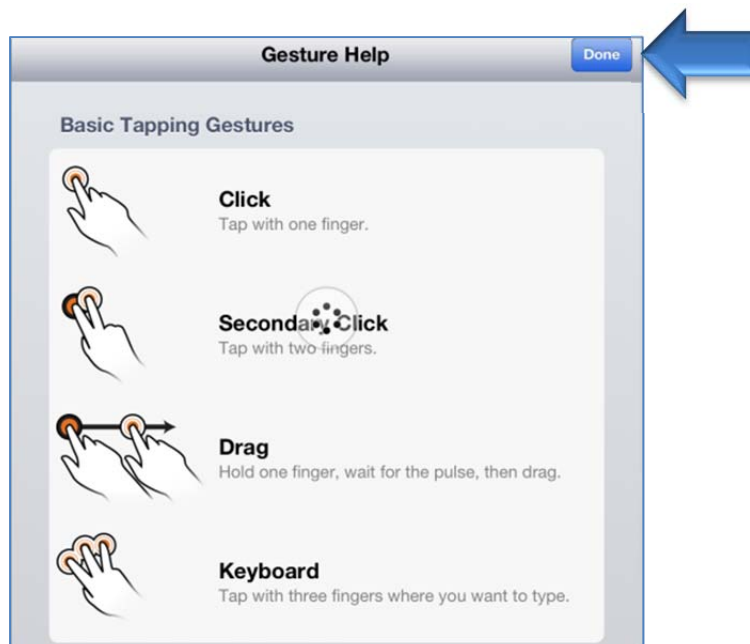 Gesture Help
Done
Basic Tapping Gestures
Click
Tap with one finger.
Secondary Click
Tap with two fingers.
Drag
Hold one finger, wait for the pulse, then drag.
Keyboard
Tap with three fingers where you want to type.